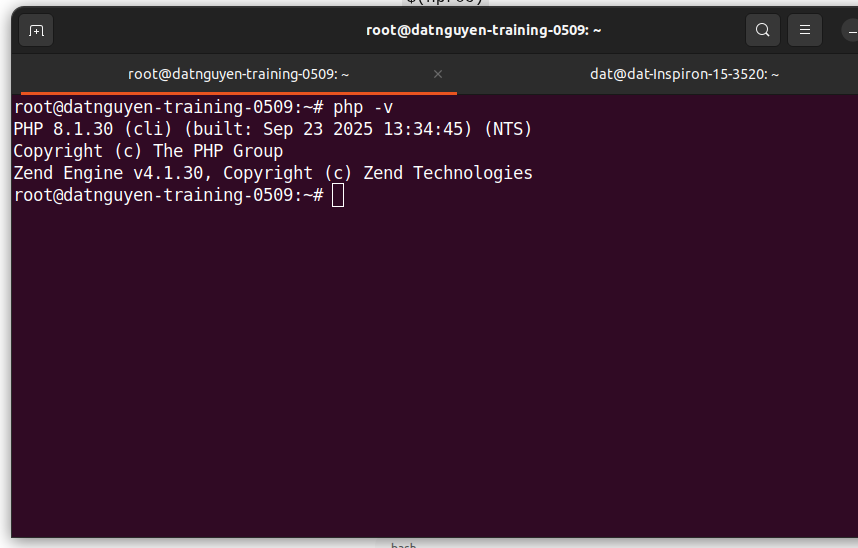 root@datnguyen-training-0509: ~
root@datnguyen-training-0509: ~ ×
dat@dat-Inspiron-15-3520: ~
root@datnguyen-training-0509:~# php -v
PHP 8.1.30 (cli) (built: Sep 23 2025 13:34:45) (NTS)
Copyright (c) The PHP Group
Zend Engine v4.1.30, Copyright (c) Zend Technologies
root@datnguyen-training-0509:~#